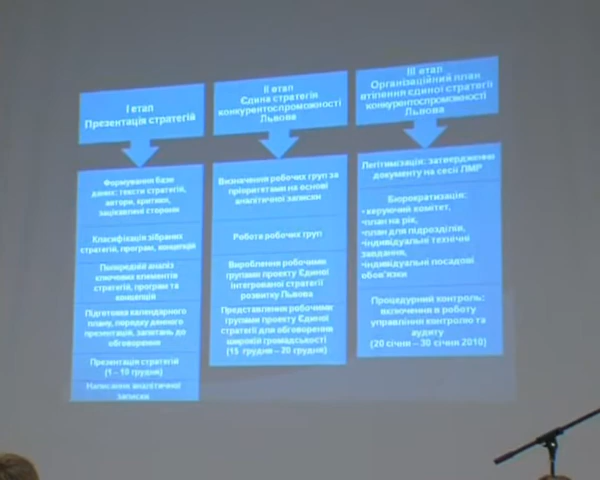 I етап
Презентація стратегій
Формування бази
даних: тексти стратегій,
автори, критики,
зацікавлені сторони
Класифікація зібраних
стратегій, програм, концепцій
Попередній аналіз
ключових елементів
стратегій, програм та
концепцій
Підготовка календарного
плану, порядку денного
презентацій, запитань до
обговорення
Презентація стратегій
(1 – 10 грудня)
Написання аналітичної
записки
II етап
Єдина стратегія
конкурентоспроможності
Львова
Визначення робочих груп за
пріоритетами на основі
аналітичної записки
Робота робочих груп
Вироблення робочими
групами проекту Єдиної
інтегрованої стратегії
розвитку Львова
Представлення робочими
групами проекту Єдиної
стратегії для обговорення
широкій громадськості
(15 грудня – 20 грудня)
III етап
Організаційний план
втілення єдиної стратегії
конкурентоспроможності
Львова
Легітимізація: затвердження
документу на сесії ЛМР
Бюрократизація:
•керуючий комітет,
•план на рік,
•план для підрозділів,
•індивідуальні технічні
завдання,
•індивідуальні посадові
обов'язки
Процедурний контроль:
включення в роботу
управління контролю та
аудиту
(20 січня – 30 січня 2010)